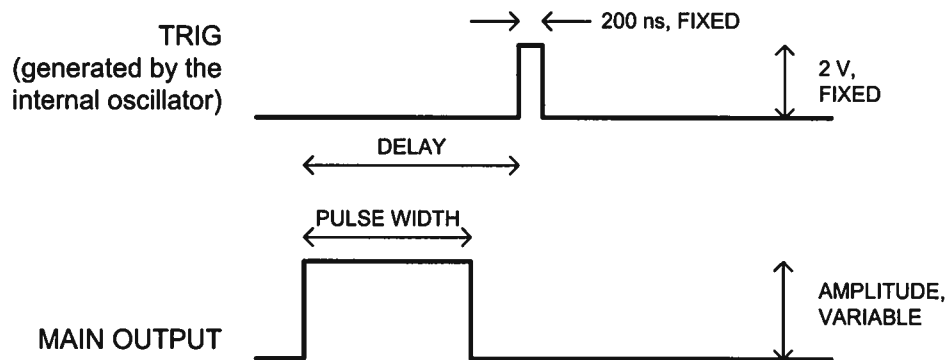 TRIG
(generated by the
internal oscillator)
200 ns, FIXED
2 V,
FIXED
DELAY
PULSE WIDTH
AMPLITUDE,
VARIABLE
MAIN OUTPUT